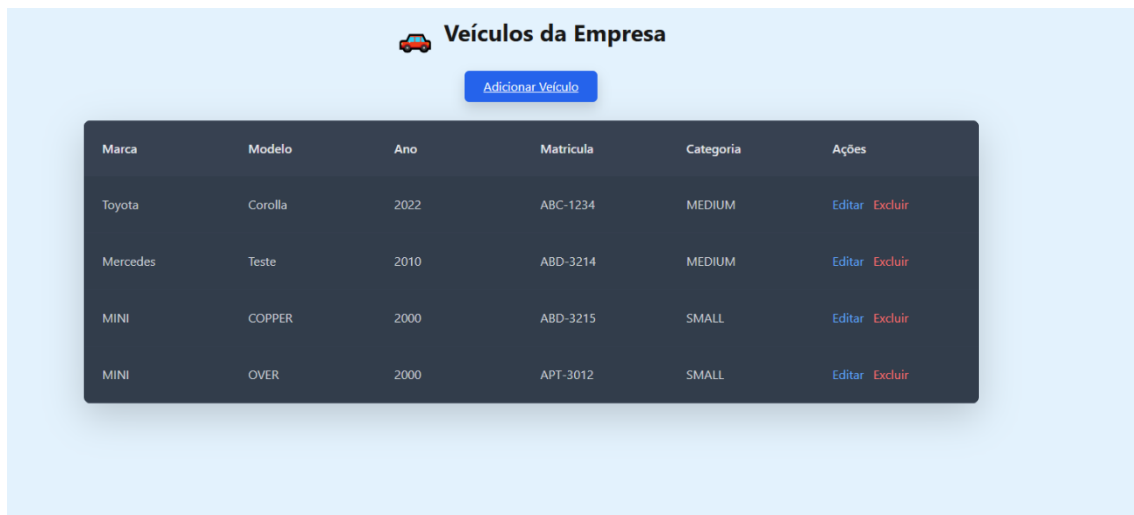 Veículos da Empresa
Adicionar Veículo
Marca Modelo Ano Matricula Categoria Ações
Toyota Corolla 2022 ABC-1234 MEDIUM Editar Excluir
Mercedes Teste 2010 ABD-3214 MEDIUM Editar Excluir
MINI COPPER 2000 ABD-3215 SMALL Editar Excluir
MINI OVER 2000 APT-3012 SMALL Editar Excluir